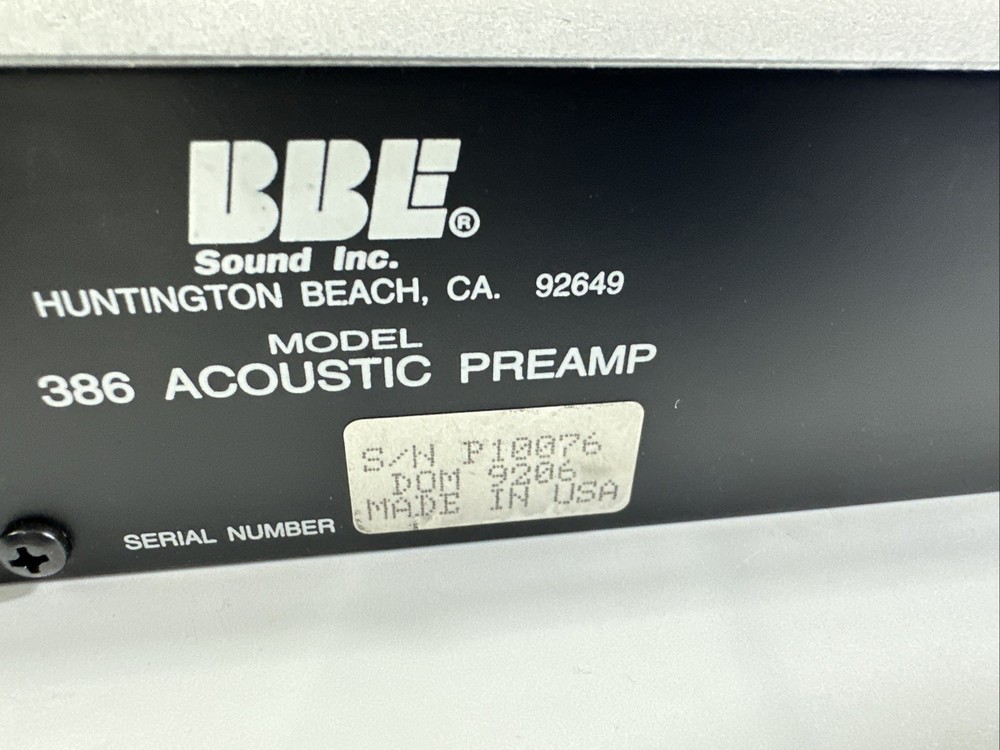 BBE®
Sound Inc.
HUNTINGTON BEACH, CA. 92649
MODEL
386 ACOUSTIC PREAMP
S/N P10076
DOM 9206
MADE IN USA
SERIAL NUMBER